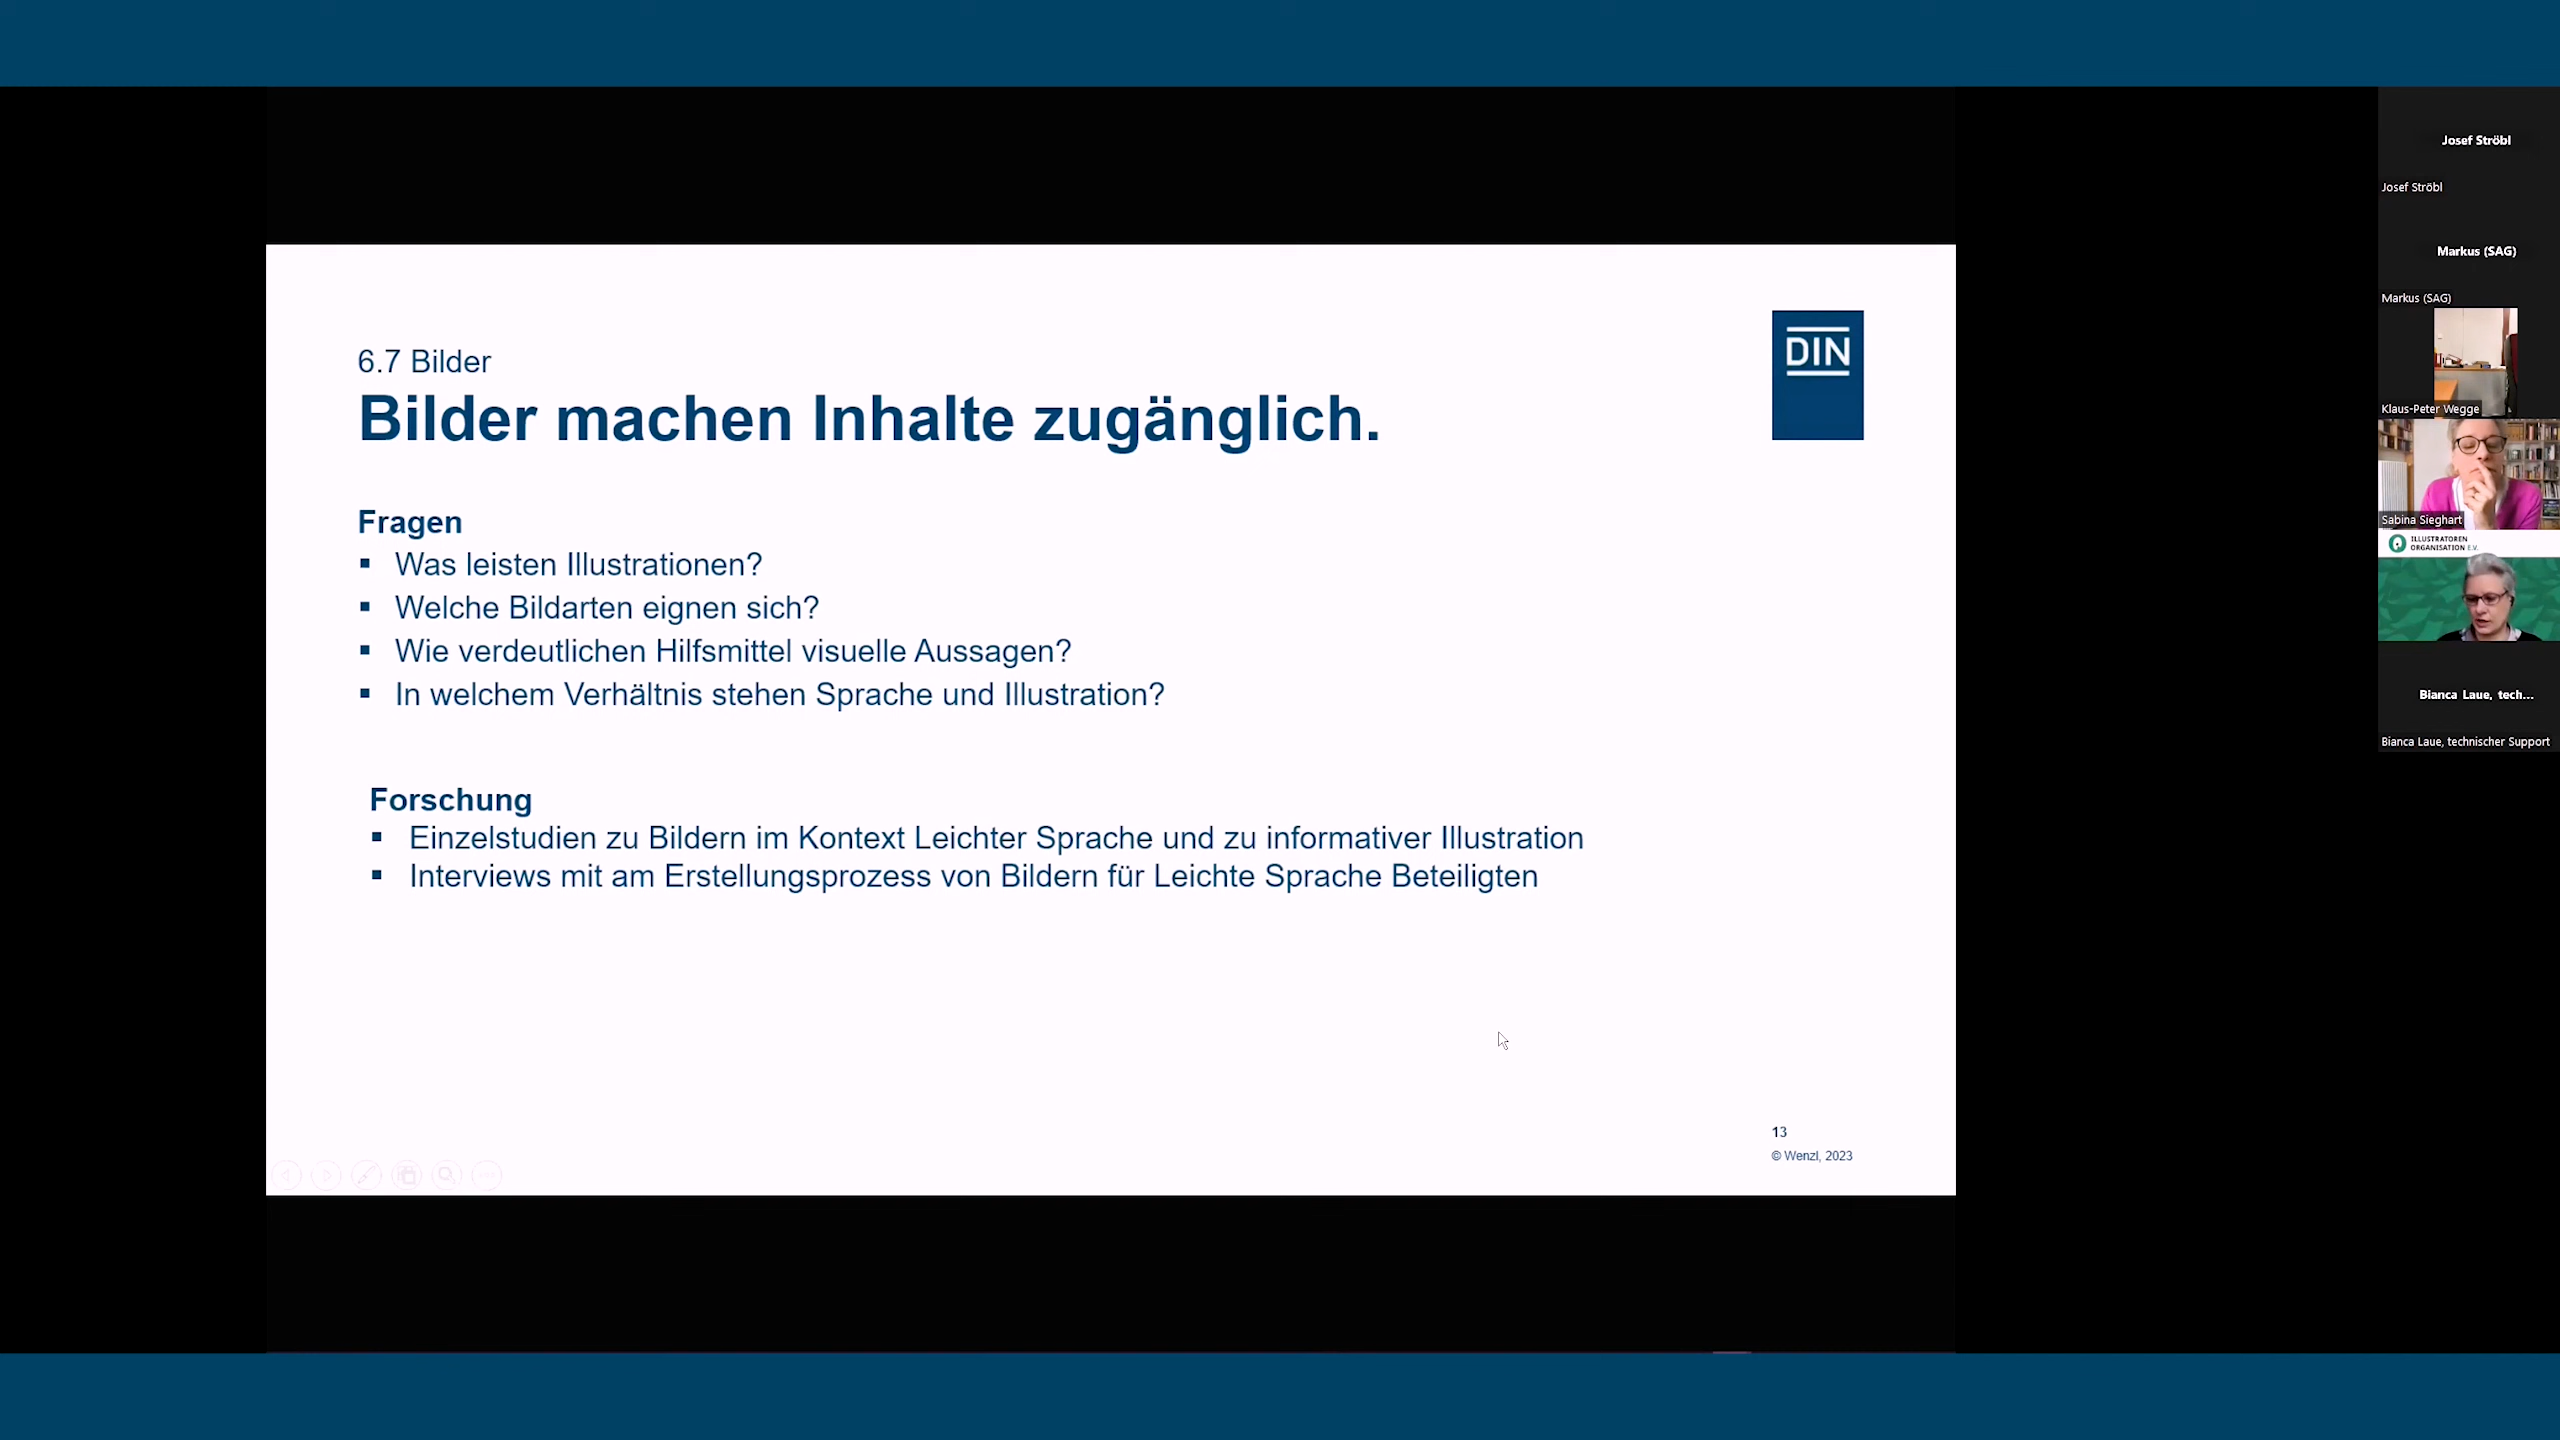 6.7 Bilder
DIN
Bilder machen Inhalte zugänglich.
Fragen
▪ Was leisten Illustrationen?
▪ Welche Bildarten eignen sich?
▪ Wie verdeutlichen Hilfsmittel visuelle Aussagen?
▪ In welchem Verhältnis stehen Sprache und Illustration?
Forschung
▪ Einzelstudien zu Bildern im Kontext Leichter Sprache und zu informativer Illustration
▪ Interviews mit am Erstellungsprozess von Bildern für Leichte Sprache Beteiligten
13
© Wenzl, 2023
Josef Ströbl
Josef Ströbl
Markus (SAG)
Markus (SAG)
Klaus-Peter Wegge
Sabina Sieghart
ILLUSTRATOREN
ORGANISATION E.V.
Bianca Laue, tech...
Bianca Laue, technischer Support